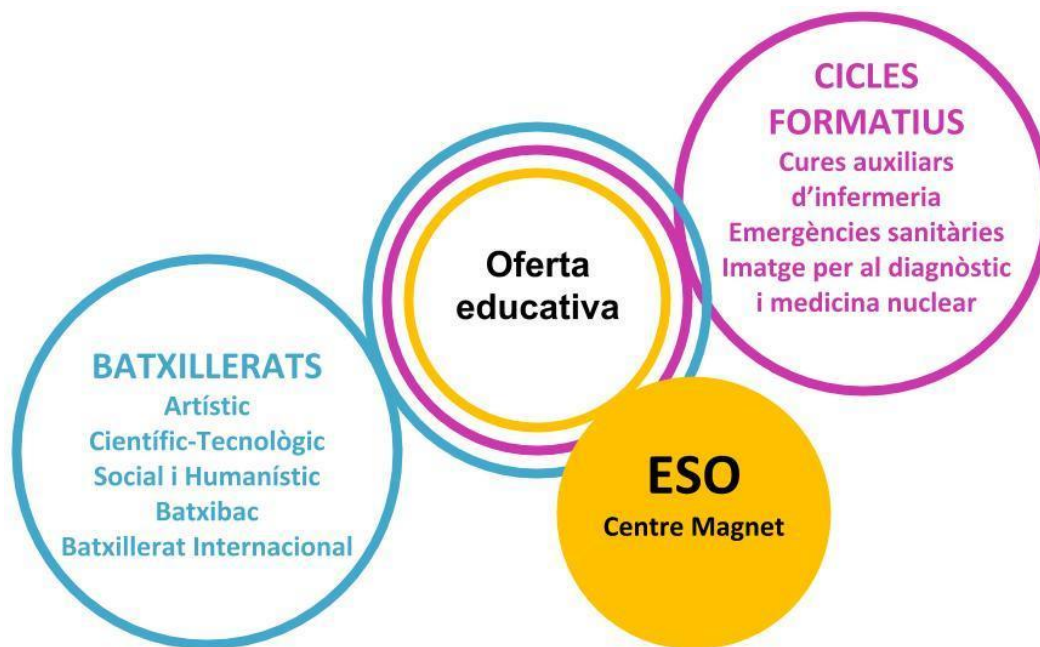 Oferta
educativa
BATXILLERATS
Artístic
Científic-Tecnològic
Social i Humanístic
Batxibac
Batxillerat Internacional
CICLES
FORMATIUS
Cures auxiliars
d’infermeria
Emergències sanitàries
Imatge per al diagnòstic
i medicina nuclear
ESO
Centre Magnet